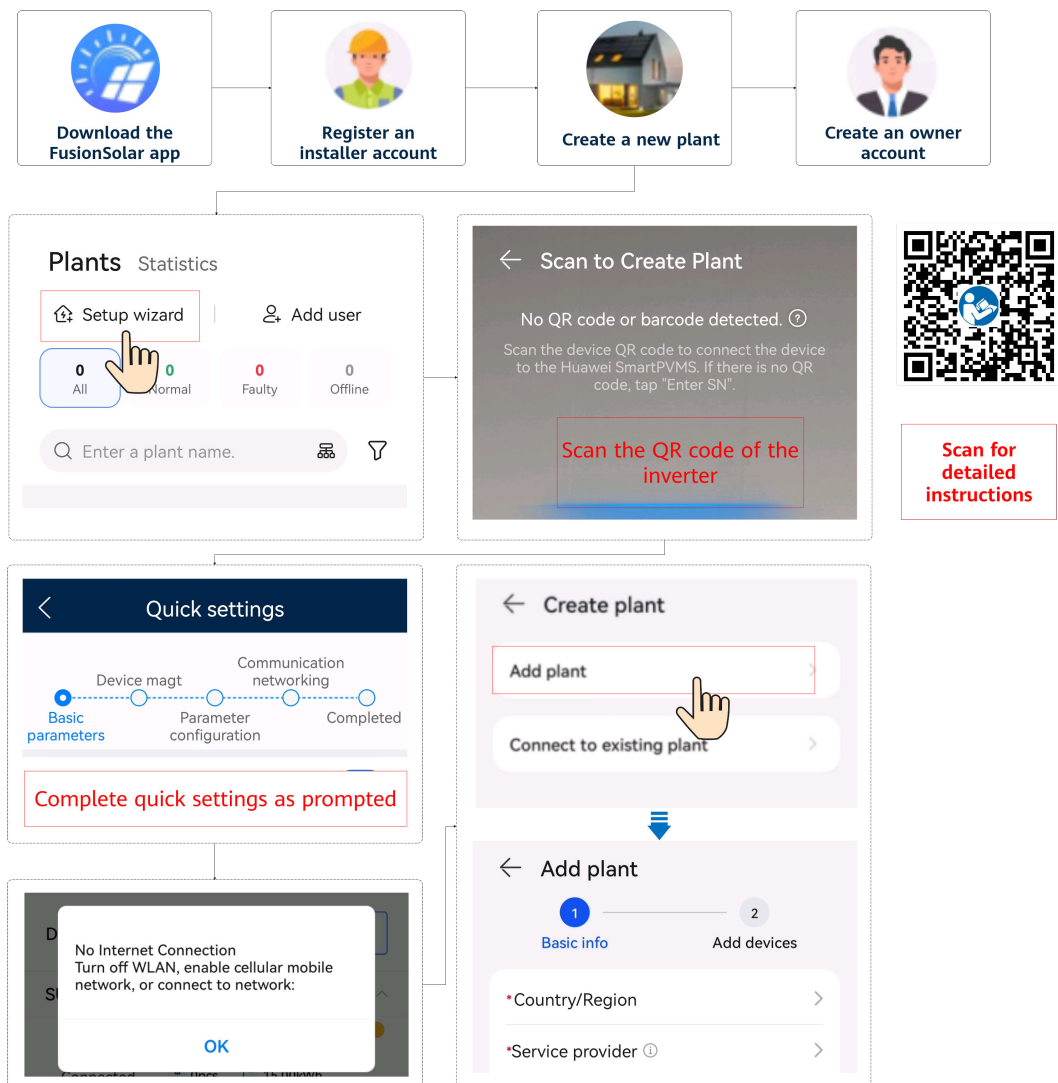 Download the
FusionSolar app
Register an
installer account
Create a new plant
Create an owner
account
Plants Statistics
Setup wizard
Add user
0
All
0
Normal
0
Faulty
0
Offline
Enter a plant name.
Scan to Create Plant
No QR code or barcode detected.
Scan the device QR code to connect the device
to the Huawei SmartPVMS. If there is no QR
code, tap "Enter SN".
Scan the QR code of the
inverter
Scan for
detailed
instructions
Quick settings
Basic
parameters
Device magt
Parameter
configuration
Communication
networking
Completed
Complete quick settings as prompted
No Internet Connection
Turn off WLAN, enable cellular mobile
network, or connect to network:
OK
Connected
0pcs
15.00kWh
Create plant
Add plant
Connect to existing plant
Add plant
1
Basic info
2
Add devices
*Country/Region
*Service provider